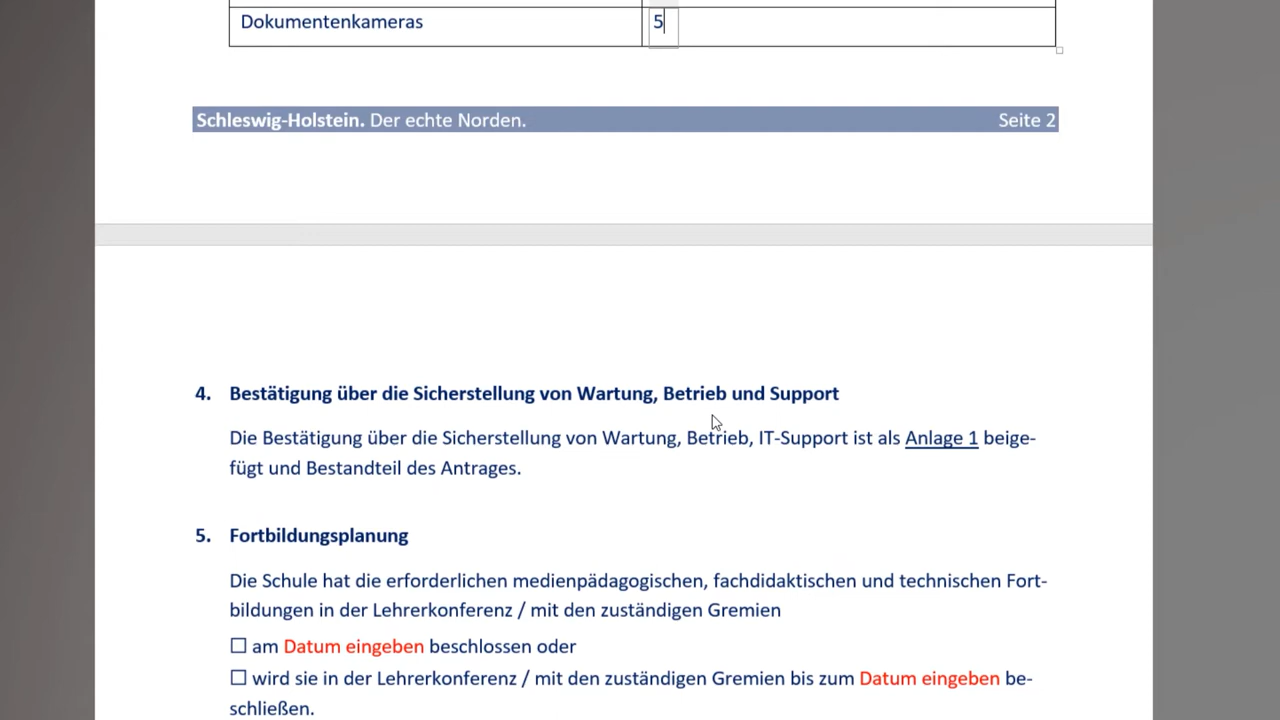 Dokumentenkameras 5
Schleswig-Holstein. Der echte Norden. Seite 2
4. Bestätigung über die Sicherstellung von Wartung, Betrieb und Support
Die Bestätigung über die Sicherstellung von Wartung, Betrieb, IT-Support ist als Anlage 1 beige-
fügt und Bestandteil des Antrages.
5. Fortbildungsplanung
Die Schule hat die erforderlichen medienpädagogischen, fachdidaktischen und technischen Fort-
bildungen in der Lehrerkonferenz / mit den zuständigen Gremien
☐ am Datum eingeben beschlossen oder
☐ wird sie in der Lehrerkonferenz / mit den zuständigen Gremien bis zum Datum eingeben be-
schließen.